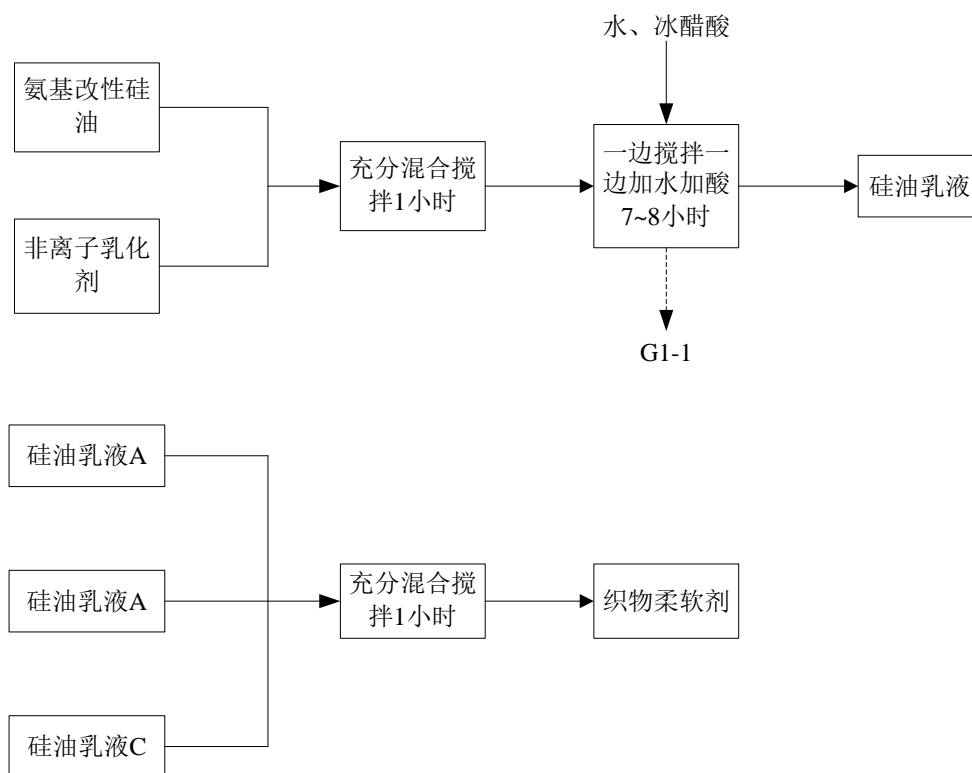 水、冰醋酸
氨基改性硅
油
充分混合搅
拌1小时
一边搅拌一
边加水加酸
7~8小时
硅油乳液
非离子乳化
剂
G1-1
硅油乳液A
硅油乳液A
充分混合搅
拌1小时
织物柔软剂
硅油乳液C